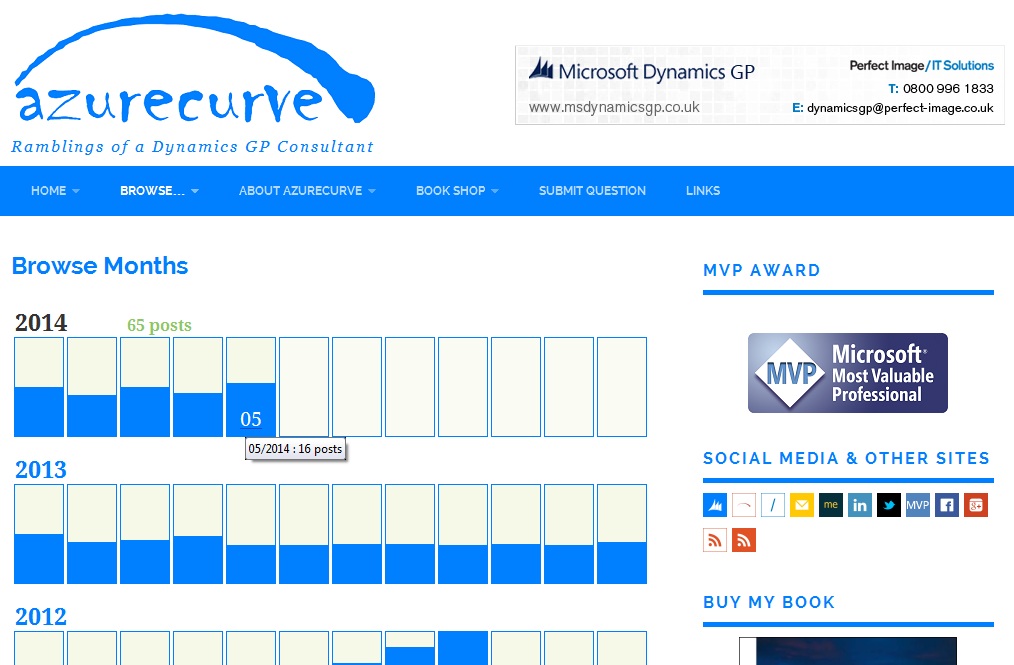 azurecurve
Ramblings of a Dynamics GP Consultant
Microsoft Dynamics GP
www.msdynamicsgp.co.uk
Perfect Image/IT Solutions
T: 0800 996 1833
E: dynamicsgp@perfect-image.co.uk
HOME BROWSE... ABOUT AZURECURVE BOOK SHOP SUBMIT QUESTION LINKS
Browse Months
2014 65 posts
05
05/2014 : 16 posts
2013
2012
MVP AWARD
MVP
Microsoft®
Most Valuable
Professional
SOCIAL MEDIA & OTHER SITES
me in MVP f g+
BUY MY BOOK